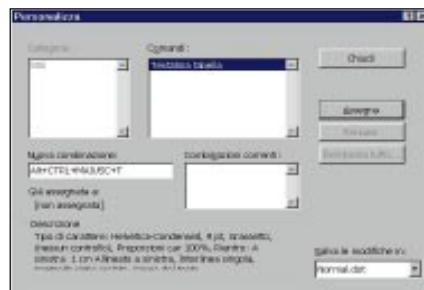 Personalizza
Categorie:
Comandi:
Testatina tabella
Chiudi
Assegna
Rimuovi
Nuova combinazione:
Combinazioni correnti:
Alt+CTRL+MAIUSC+T
Già assegnata a:
[non assegnata]
Descrizione
Tipo di carattere: Helvetica-Condensed, 9 pt, Grassetto,
(nessun controllo), Proporzioni car 100%, Rientro: A
sinistra 1 cm Allineato a sinistra, Interlinea singola,
Salva le modifiche in:
Normal.dot